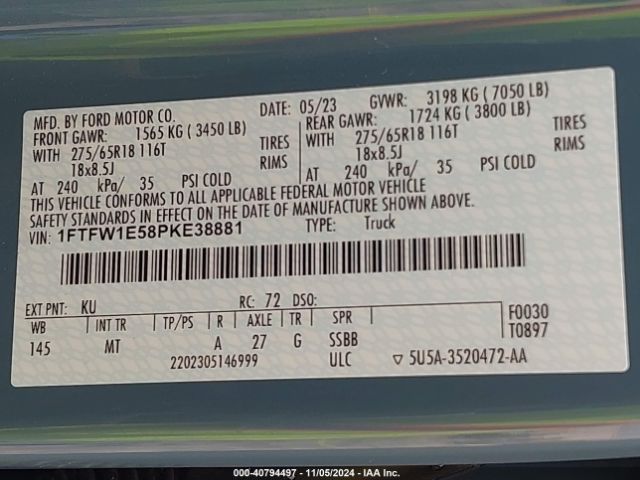 MFD. BY FORD MOTOR CO. DATE: 05/23 GVWR: 3198 KG ( 7050 LB)
FRONT GAWR: 1565 KG ( 3450 LB) REAR GAWR: 1724 KG ( 3800 LB)
WITH 275/65R18 116T TIRES WITH 275/65R18 116T TIRES
18x8.5J RIMS 18x8.5J RIMS
AT 240 kPa/ 35 PSI COLD AT 240 kPa/ 35 PSI COLD
THIS VEHICLE CONFORMS TO ALL APPLICABLE FEDERAL MOTOR VEHICLE
SAFETY STANDARDS IN EFFECT ON THE DATE OF MANUFACTURE SHOWN ABOVE.
VIN: 1FTFW1E58PKE38881 TYPE: Truck
EXT PNT: KU RC: 72 DSO:
WB INT TR TP/PS R AXLE TR SPR F0030
145 MT A 27 G SSBB T0897
2202305146999 ULC ▽ 5U5A-3520472-AA
000-40794497 - 11/05/2024 - IAA Inc.